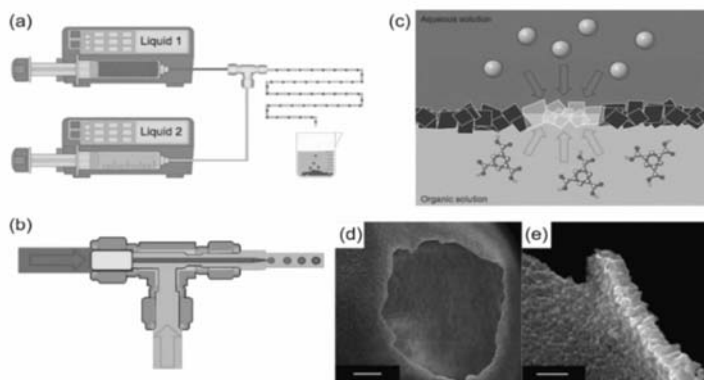 (a)
Liquid 1
Liquid 2
(b)
(c)
Aqueous solution
Organic solution
(d)
(e)